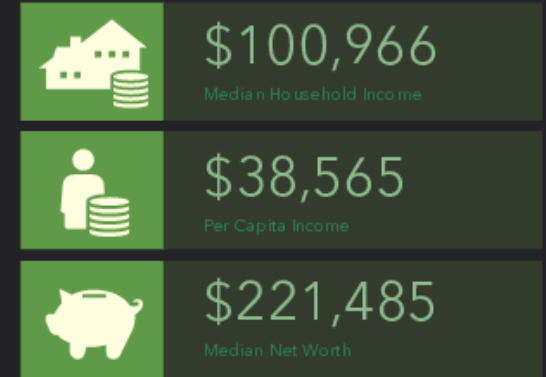 $100,966
Median Household Income
$38,565
Per Capita Income
$221,485
Median Net Worth